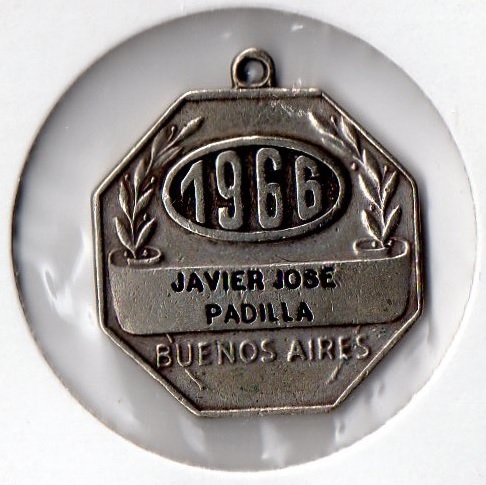 1966
JAVIER JOSE
PADILLA
BUENOS AIRES